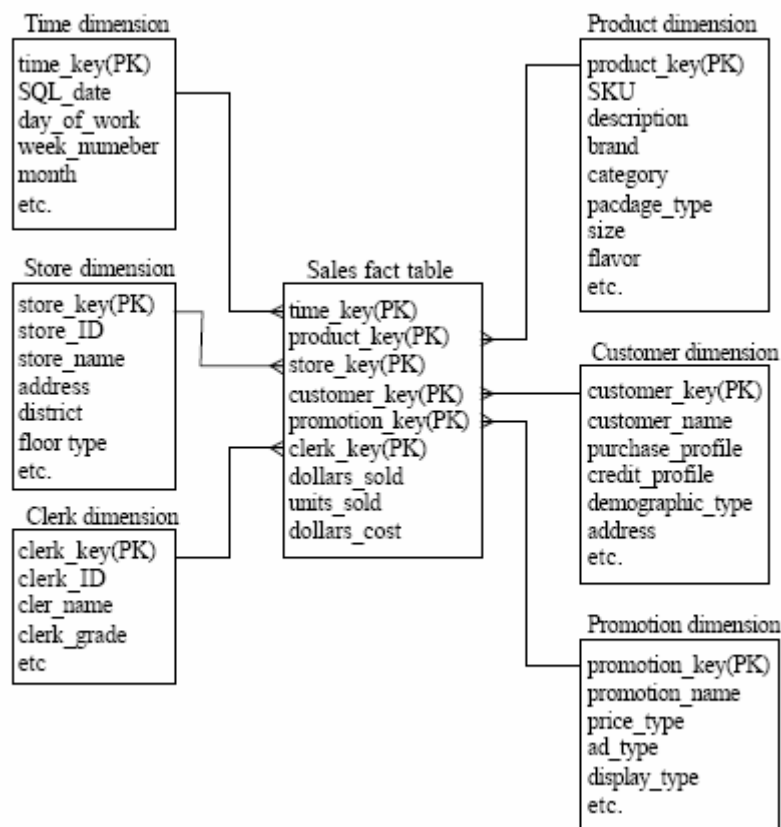 Time dimension
time_key(PK)
SQL_date
day_of_work
week_numeber
month
etc.
Store dimension
store_key(PK)
store_ID
store_name
address
district
floor type
etc.
Clerk dimension
clerk_key(PK)
clerk_ID
cler_name
clerk_grade
etc
Sales fact table
time_key(PK)
product_key(PK)
store_key(PK)
customer_key(PK)
promotion_key(PK)
clerk_key(PK)
dollars_sold
units_sold
dollars_cost
Product dimension
product_key(PK)
SKU
description
brand
category
pacdage_type
size
flavor
etc.
Customer dimension
customer_key(PK)
customer_name
purchase_profile
credit_profile
demographic_type
address
etc.
Promotion dimension
promotion_key(PK)
promotion_name
price_type
ad_type
display_type
etc.